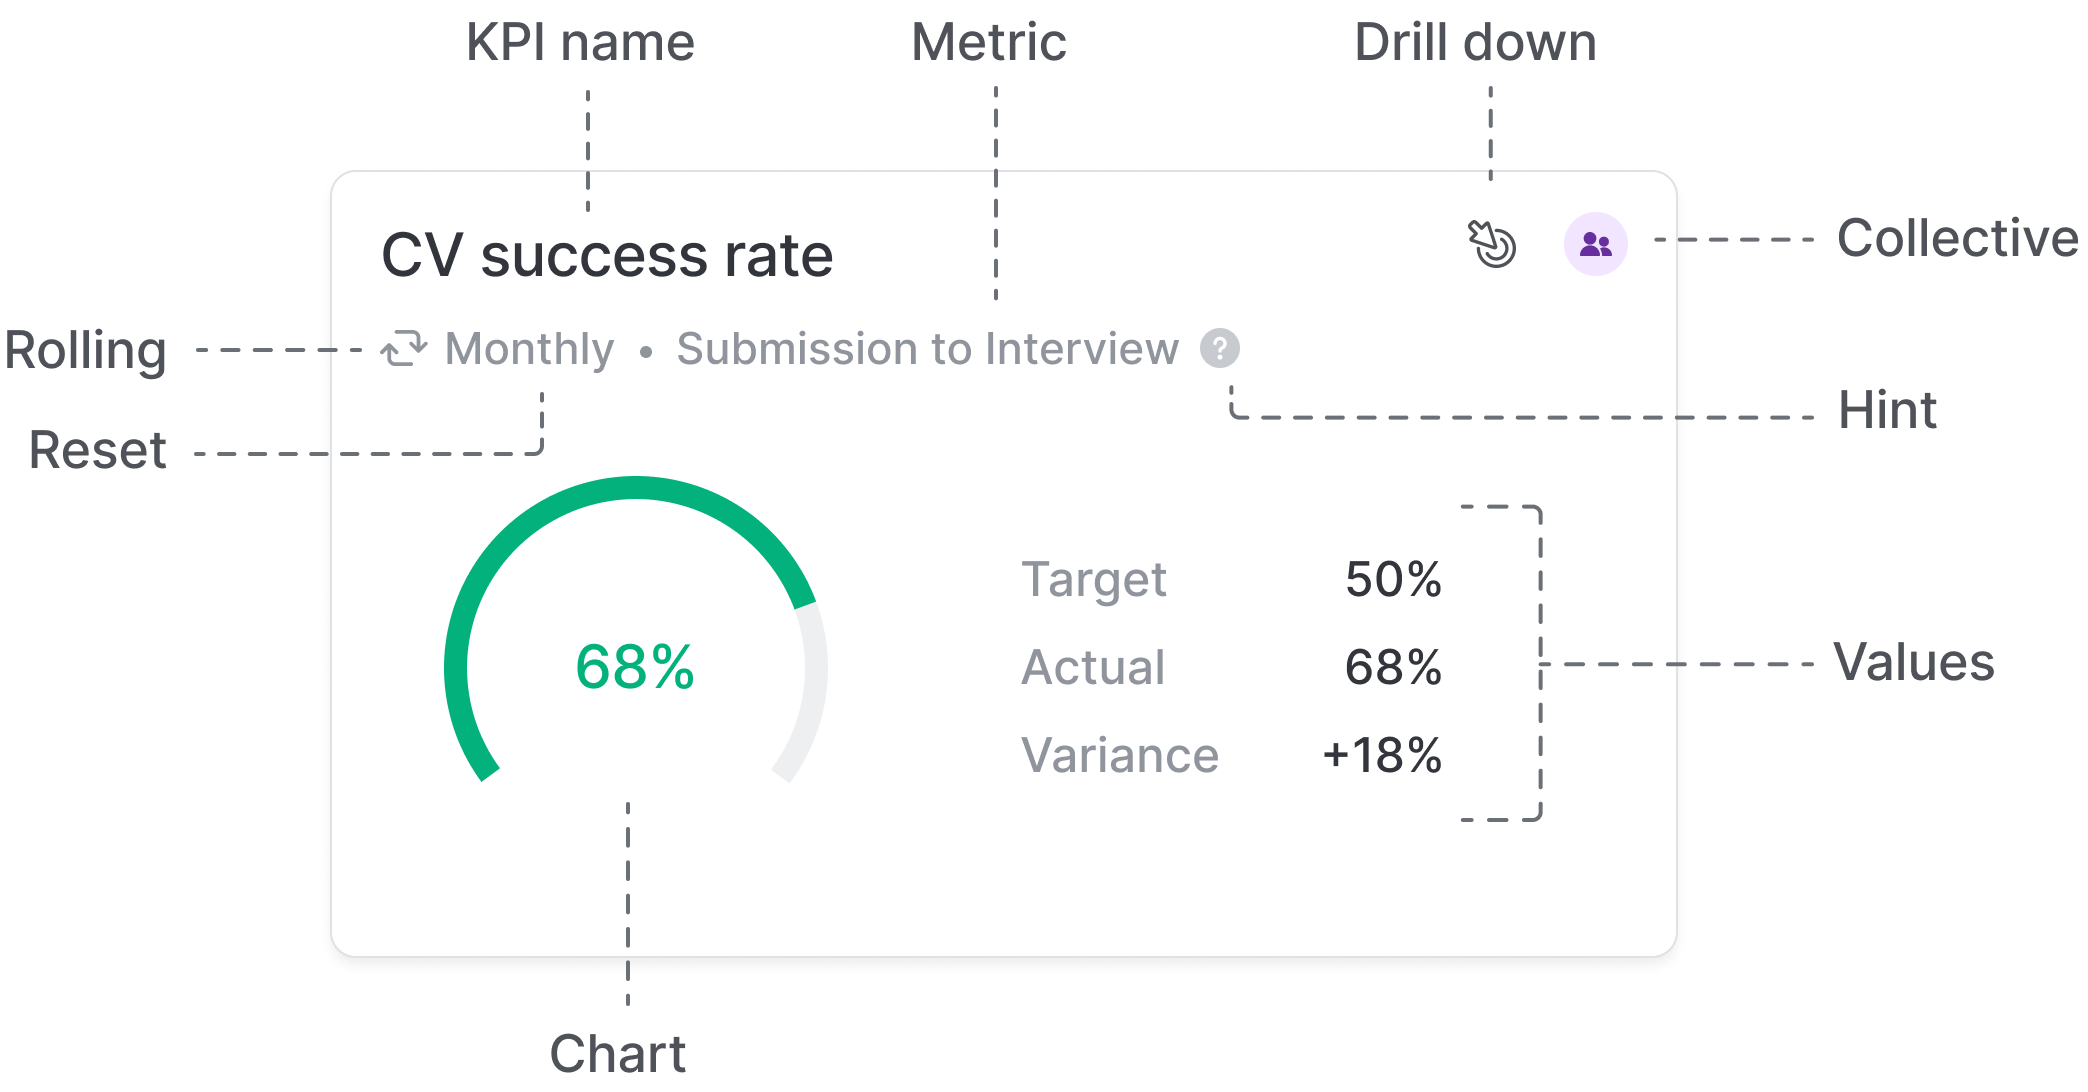 KPI name
Metric
Drill down
CV success rate
Collective
Rolling
Monthly • Submission to Interview ?
Hint
Reset
Target 50%
68%
Actual 68%
Values
Variance +18%
Chart